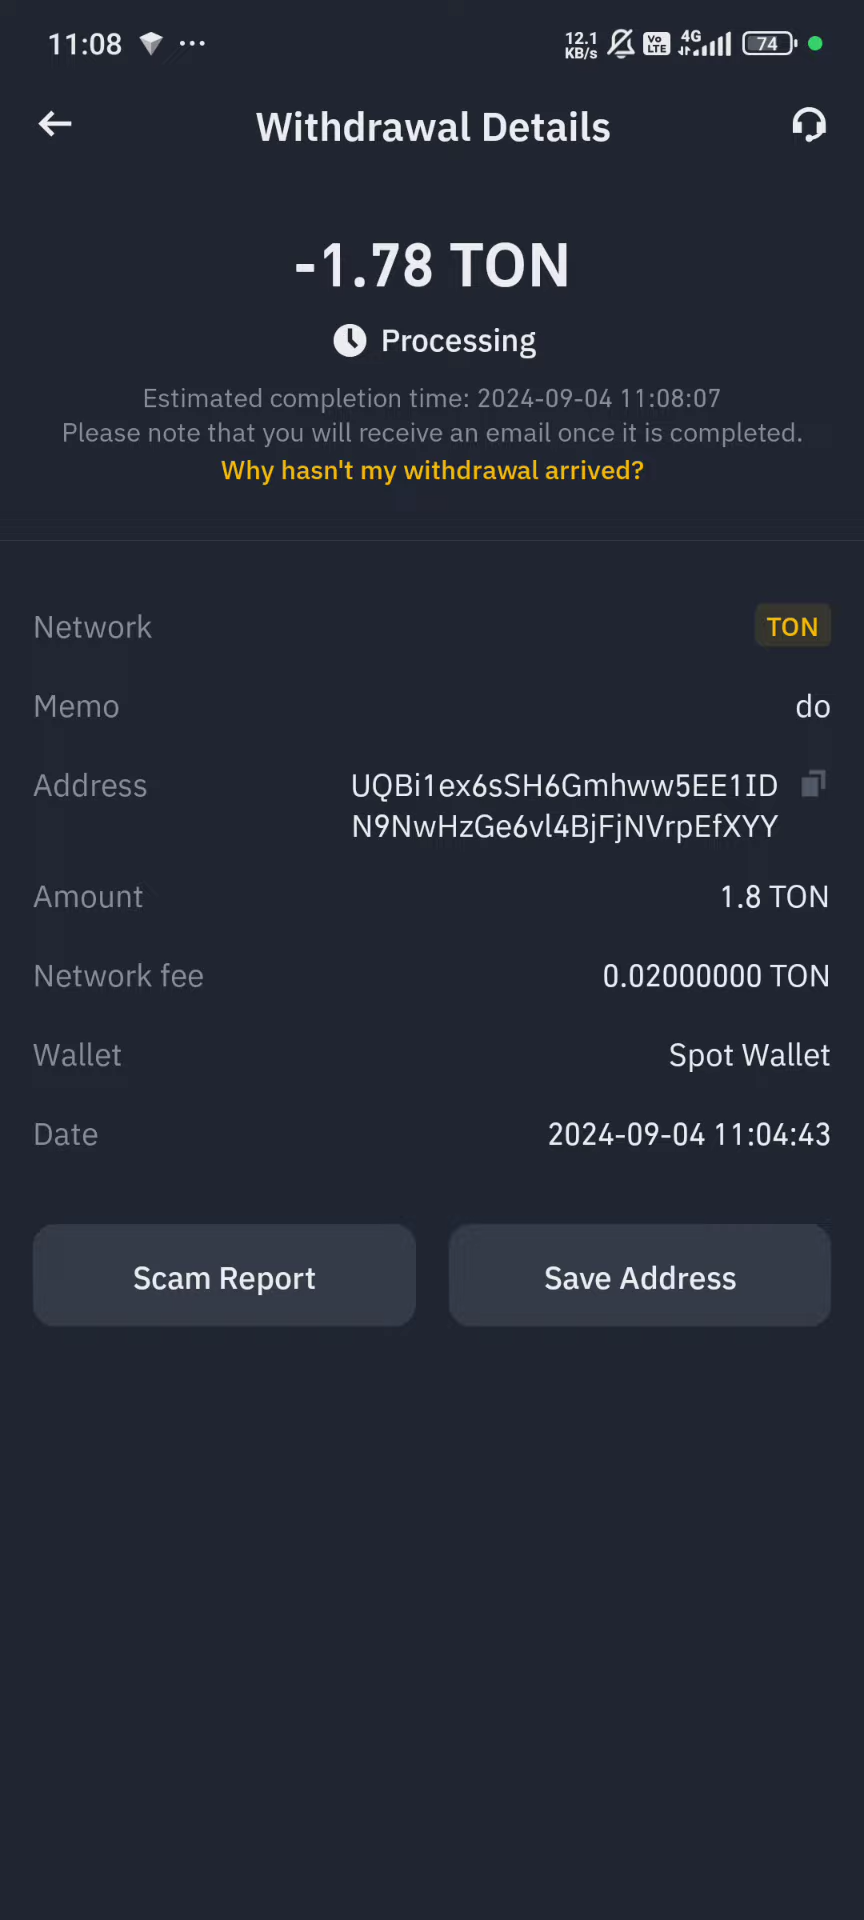 11:08 ... 12.1 KB/s Vo LTE 4G 74
Withdrawal Details
-1.78 TON
Processing
Estimated completion time: 2024-09-04 11:08:07
Please note that you will receive an email once it is completed.
Why hasn't my withdrawal arrived?
Network TON
Memo do
Address UQBi1ex6sSH6Gmhww5EE1ID
N9NwHzGe6vl4BjFjNVrpEfXYY
Amount 1.8 TON
Network fee 0.02000000 TON
Wallet Spot Wallet
Date 2024-09-04 11:04:43
Scam Report Save Address